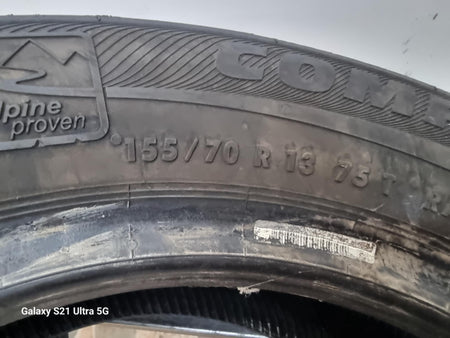 COM
alpine
proven
155/70 R 13 75 T
Galaxy S21 Ultra 5G